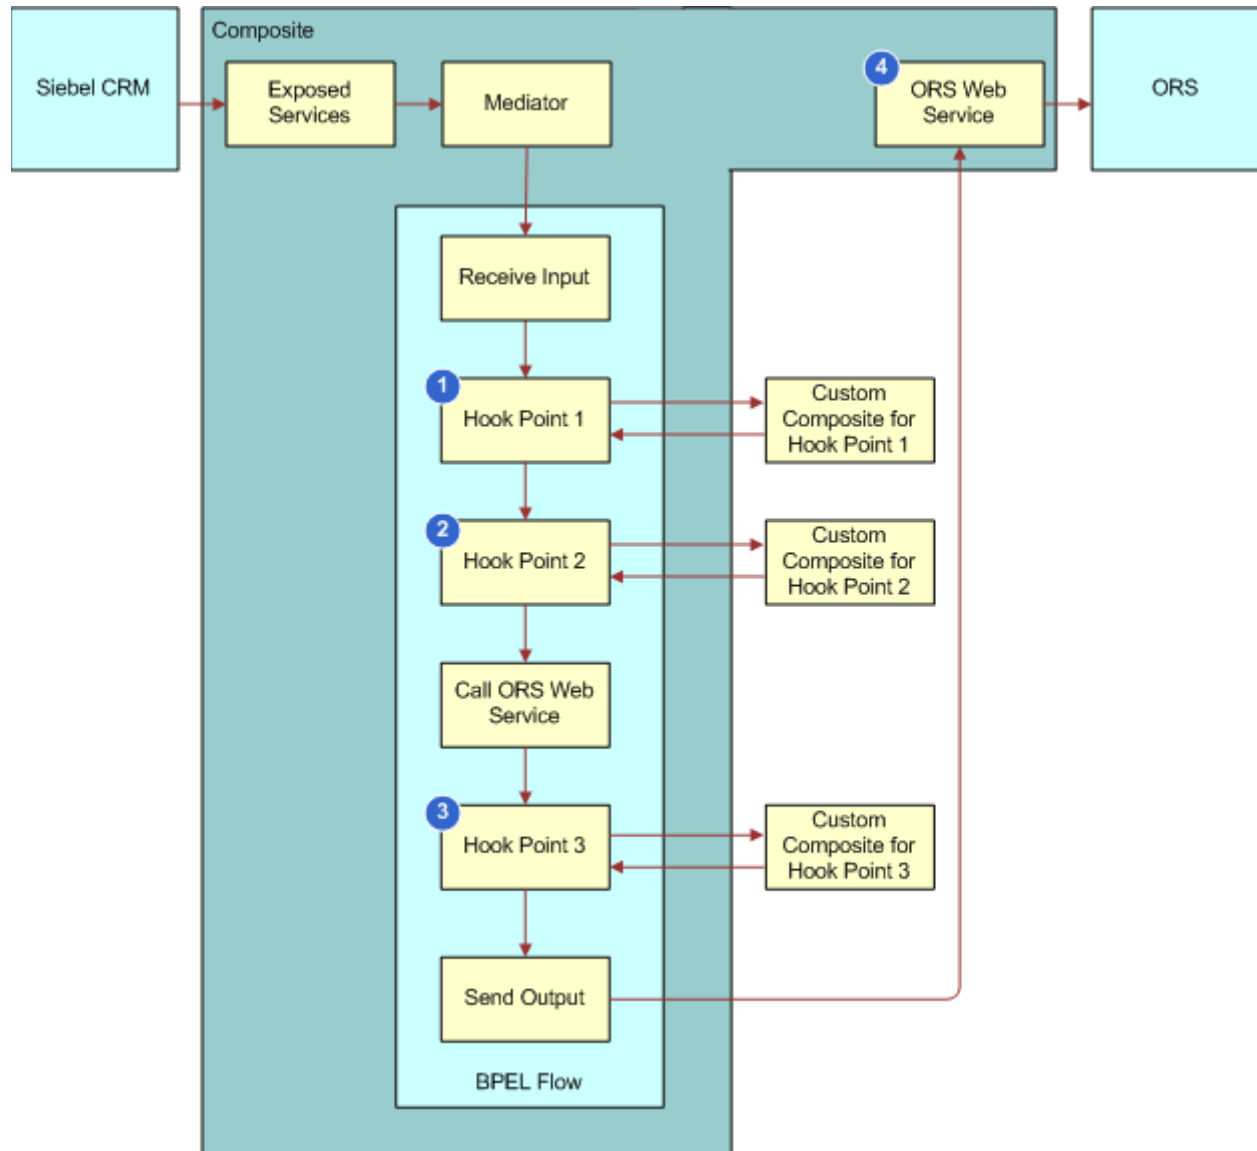 Composite
Siebel CRM
Exposed
Services
Mediator
4
ORS Web
Service
ORS
Receive Input
1
Hook Point 1
Custom
Composite for
Hook Point 1
2
Hook Point 2
Custom
Composite for
Hook Point 2
Call ORS Web
Service
3
Hook Point 3
Custom
Composite for
Hook Point 3
Send Output
BPEL Flow